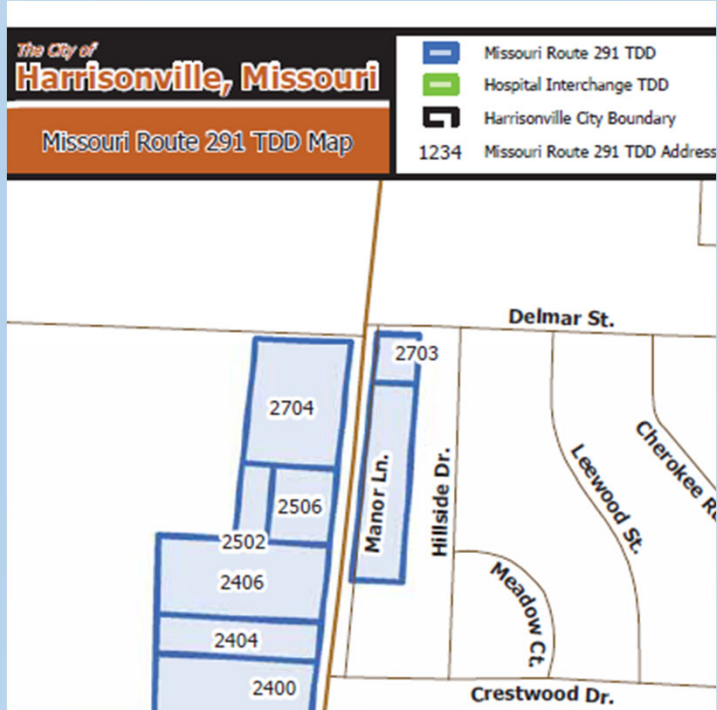 The City of
Harrisonville, Missouri
Missouri Route 291 TDD Map
Missouri Route 291 TDD
Hospital Interchange TDD
Harrisonville City Boundary
1234 Missouri Route 291 TDD Address
Delmar St.
2703
2704
Cherokee
Manor Ln.
Hillside Dr.
Leewood St.
2506
2502
2406
Meadow Ct.
2404
2400
Crestwood Dr.